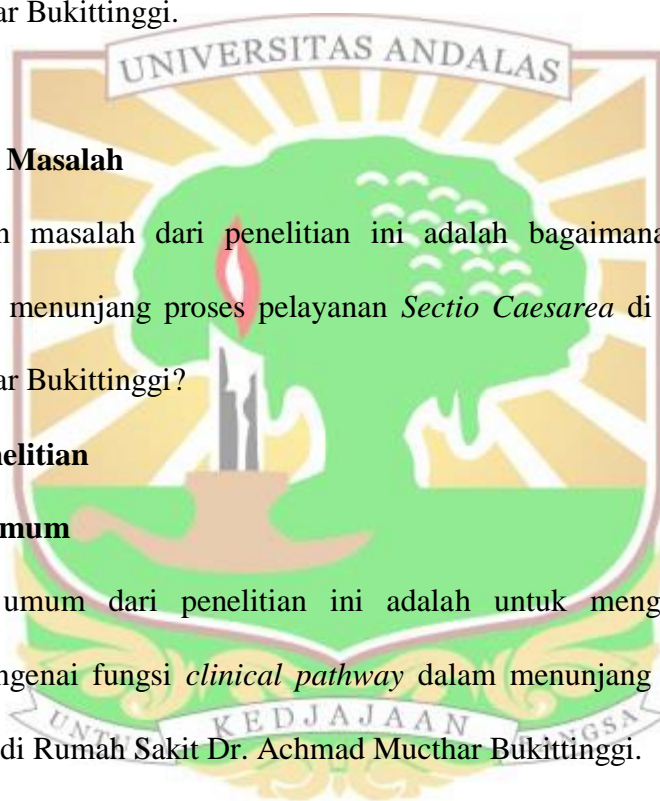 ar Bukittinggi.
UNIVERSITAS ANDALAS
Masalah
masalah dari penelitian ini adalah bagaimana
menunjang proses pelayanan Sectio Caesarea di
ar Bukittinggi?
elitian
mum
umum dari penelitian ini adalah untuk meng
ngenai fungsi clinical pathway dalam menunjang
di Rumah Sakit Dr. Achmad Mucthar Bukittinggi.
UNTUK KEDJAJAAN BANGSA